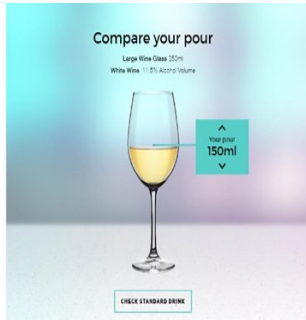 Compare your pour
Large Wine Glass 350ml
White Wine, 11.5% Alcohol Volume
Your pour
150ml
CHECK STANDARD DRINK